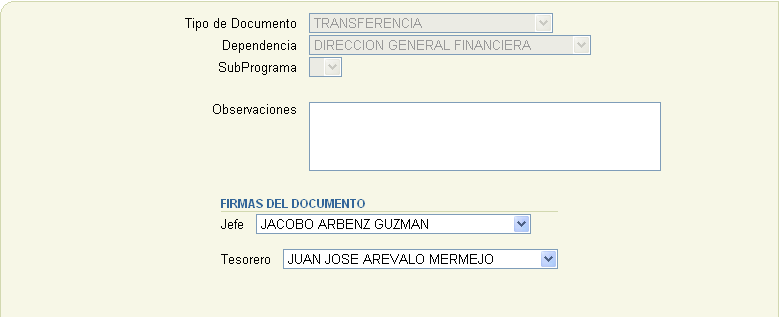 Tipo de Documento TRANSFERENCIA
Dependencia DIRECCION GENERAL FINANCIERA
SubPrograma
Observaciones
FIRMAS DEL DOCUMENTO
Jefe JACOBO ARBENZ GUZMAN
Tesorero JUAN JOSE AREVALO MERMEJO